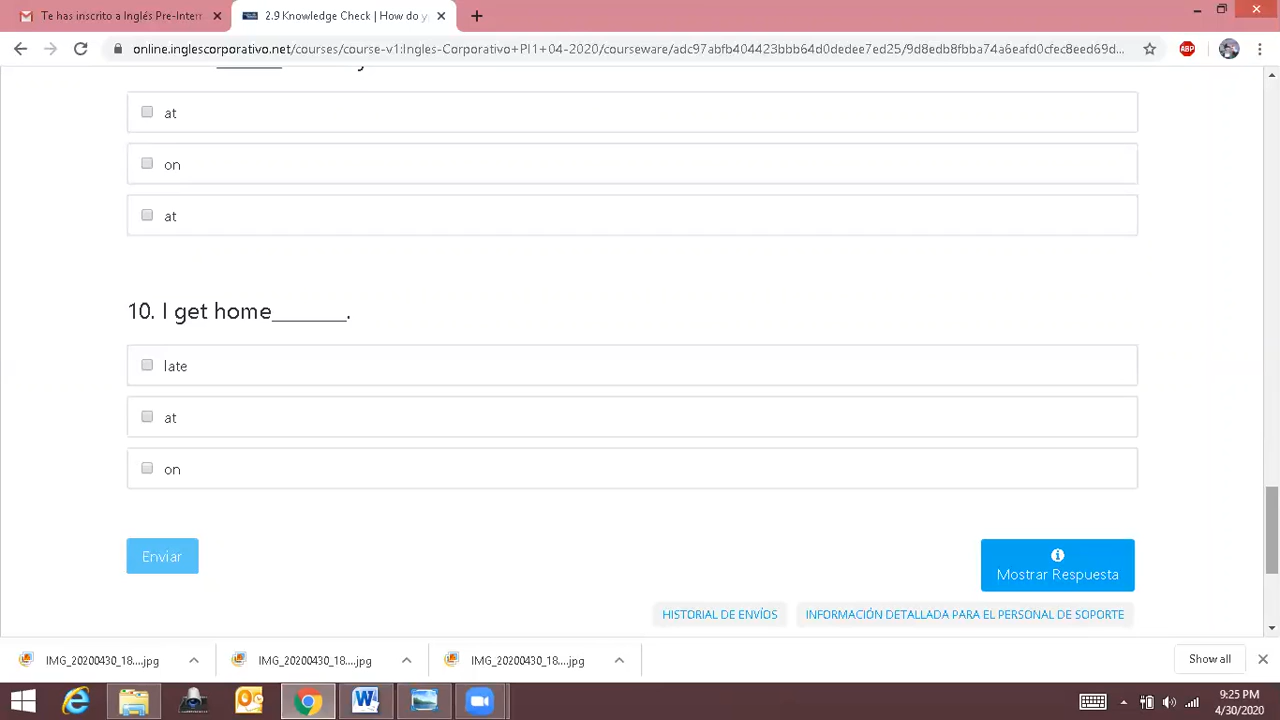 Te has inscrito a Inglés Pre-Interr
2.9 Knowledge Check | How do y
online.inglescorporativo.net/courses/course-v1:Ingles-Corporativo+PI1+04-2020/courseware/adc97abfb404423bbb6450dedee7ed25/9d8edb8fbba74a6eafd0cfec8eed69d...
ABP
at
on
at
10. I get home_______.
late
at
on
Enviar
Mostrar Respuesta
HISTORIAL DE ENVÍOS
INFORMACIÓN DETALLADA PARA EL PERSONAL DE SOPORTE
IMG_20200430_18....jpg
IMG_20200430_18....jpg
IMG_20200430_18....jpg
Show all
9:25 PM
4/30/2020